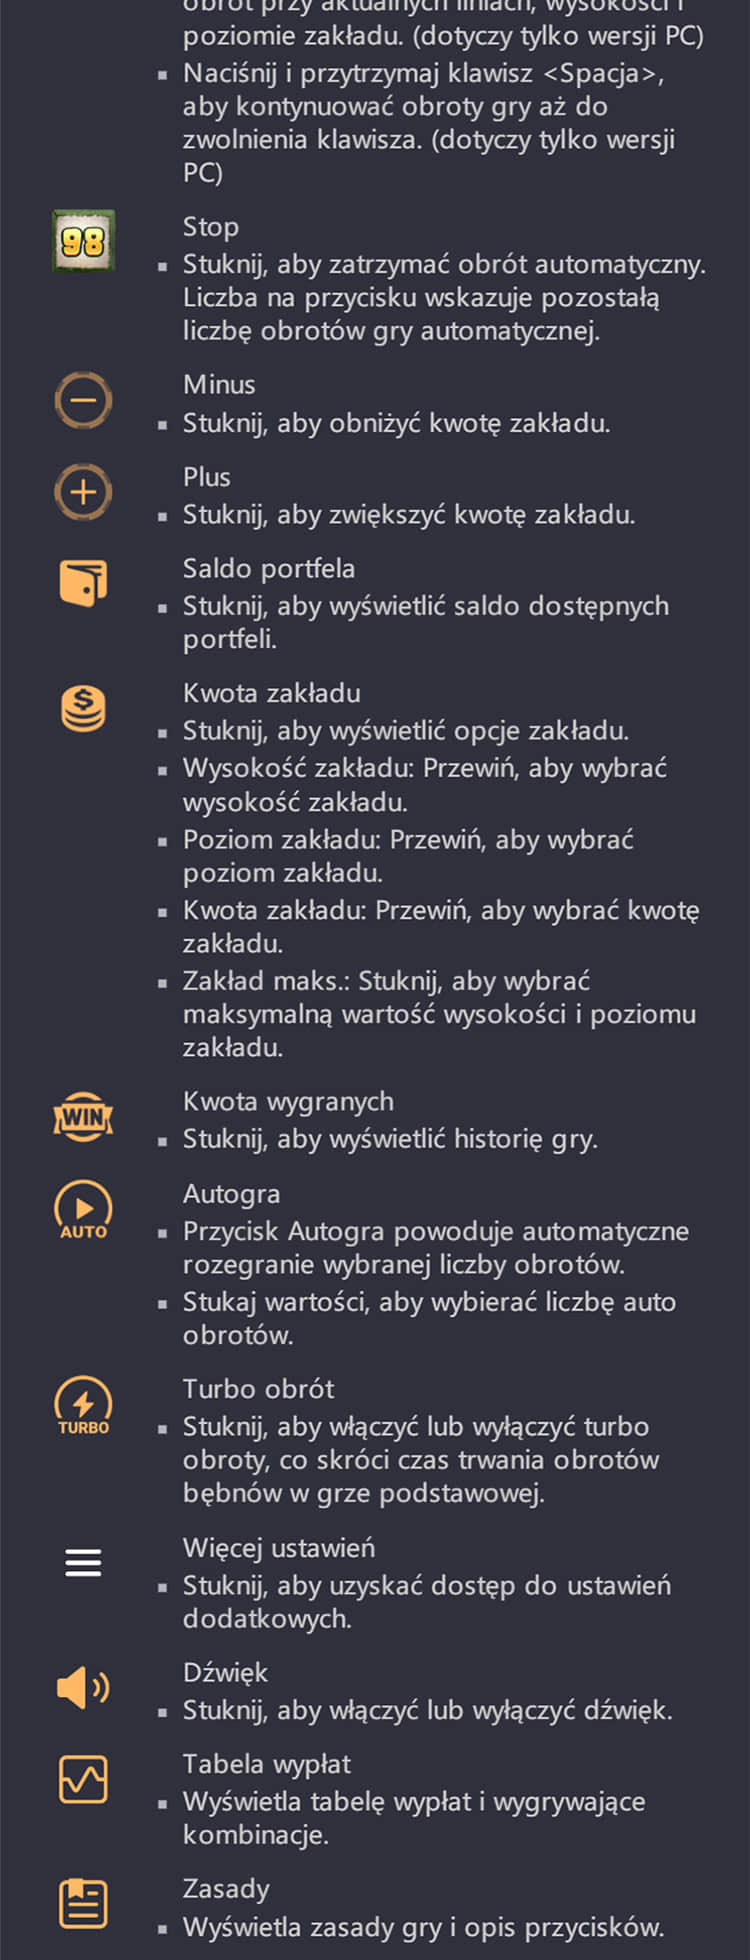 obrót przy aktualnych liniach, wysokości i
poziomie zakładu. (dotyczy tylko wersji PC)
▪ Naciśnij i przytrzymaj klawisz <Spacja>,
aby kontynuować obroty gry aż do
zwolnienia klawisza. (dotyczy tylko wersji
PC)
98
Stop
▪ Stuknij, aby zatrzymać obrót automatyczny.
Liczba na przycisku wskazuje pozostałą
liczbę obrotów gry automatycznej.
Minus
▪ Stuknij, aby obniżyć kwotę zakładu.
Plus
▪ Stuknij, aby zwiększyć kwotę zakładu.
Saldo portfela
▪ Stuknij, aby wyświetlić saldo dostępnych
portfeli.
$
Kwota zakładu
▪ Stuknij, aby wyświetlić opcje zakładu.
▪ Wysokość zakładu: Przewiń, aby wybrać
wysokość zakładu.
▪ Poziom zakładu: Przewiń, aby wybrać
poziom zakładu.
▪ Kwota zakładu: Przewiń, aby wybrać kwotę
zakładu.
▪ Zakład maks.: Stuknij, aby wybrać
maksymalną wartość wysokości i poziomu
zakładu.
WIN
Kwota wygranych
▪ Stuknij, aby wyświetlić historię gry.
AUTO
Autogra
▪ Przycisk Autogra powoduje automatyczne
rozegranie wybranej liczby obrotów.
▪ Stukaj wartości, aby wybierać liczbę auto
obrotów.
TURBO
Turbo obrót
▪ Stuknij, aby włączyć lub wyłączyć turbo
obroty, co skróci czas trwania obrotów
bębnów w grze podstawowej.
Więcej ustawień
▪ Stuknij, aby uzyskać dostęp do ustawień
dodatkowych.
Dźwięk
▪ Stuknij, aby włączyć lub wyłączyć dźwięk.
Tabela wypłat
▪ Wyświetla tabelę wypłat i wygrywające
kombinacje.
Zasady
▪ Wyświetla zasady gry i opis przycisków.